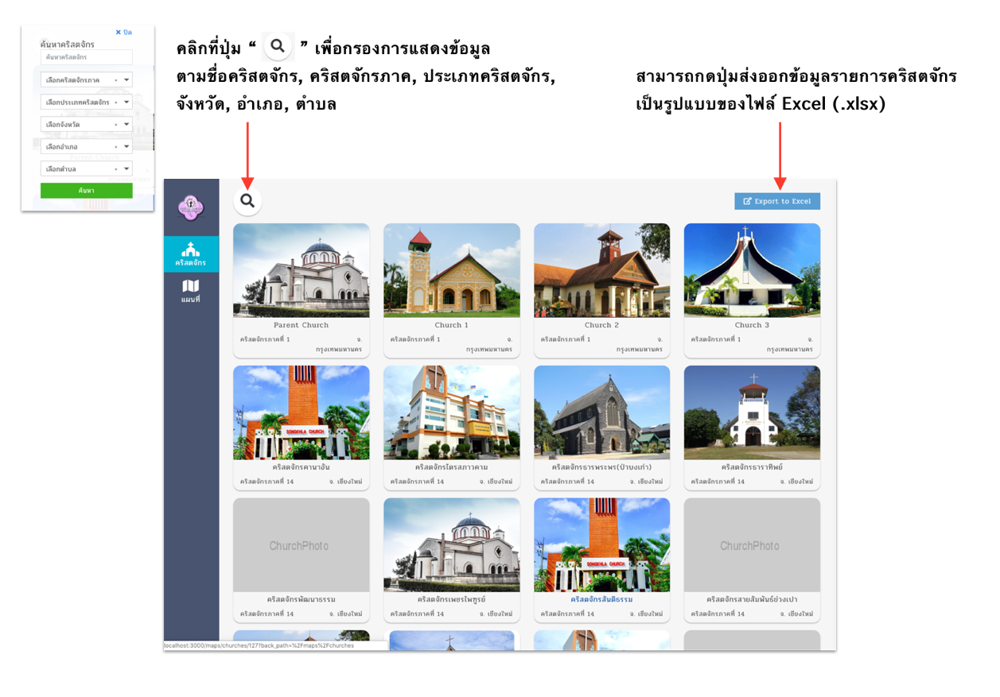 × ปิด
ค้นหาคริสตจักร
ค้นหาคริสตจักร
เลือกคริสตจักรภาค ×
เลือกประเภทคริสตจักร ×
เลือกจังหวัด ×
เลือกอำเภอ ×
เลือกตำบล ×
ค้นหา
คลิกที่ปุ่ม “ ” เพื่อกรองการแสดงข้อมูล
ตามชื่อคริสตจักร, คริสตจักรภาค, ประเภทคริสตจักร,
จังหวัด, อำเภอ, ตำบล
สามารถกดปุ่มส่งออกข้อมูลรายการคริสตจักร
เป็นรูปแบบของไฟล์ Excel (.xlsx)
Export to Excel
คริสตจักร
แผนที่
Parent Church
คริสตจักรภาคที่ 1 จ. กรุงเทพมหานคร
Church 1
คริสตจักรภาคที่ 1 จ. กรุงเทพมหานคร
Church 2
คริสตจักรภาคที่ 1 จ. กรุงเทพมหานคร
Church 3
คริสตจักรภาคที่ 1 จ. กรุงเทพมหานคร
SONGKHLA CHURCH
คริสตจักรคานาอัน
คริสตจักรภาคที่ 14 จ. เชียงใหม่
คริสตจักรไตรสภาวคาม
คริสตจักรภาคที่ 14 จ. เชียงใหม่
คริสตจักรธารพระพร(ป่าบงเก่า)
คริสตจักรภาคที่ 14 จ. เชียงใหม่
คริสตจักรธาราทิพย์
คริสตจักรภาคที่ 14 จ. เชียงใหม่
ChurchPhoto
คริสตจักรพัฒนาธรรม
คริสตจักรภาคที่ 14 จ. เชียงใหม่
คริสตจักรเพชรไพฑูรย์
คริสตจักรภาคที่ 14 จ. เชียงใหม่
SONGKHLA CHURCH
คริสตจักรสันติธรรม
คริสตจักรภาคที่ 14 จ. เชียงใหม่
ChurchPhoto
คริสตจักรสายสัมพันธ์ข่วงเปา
คริสตจักรภาคที่ 14 จ. เชียงใหม่
localhost:3000/maps/churches/127?back_path=%2Fmaps%2Fchurches